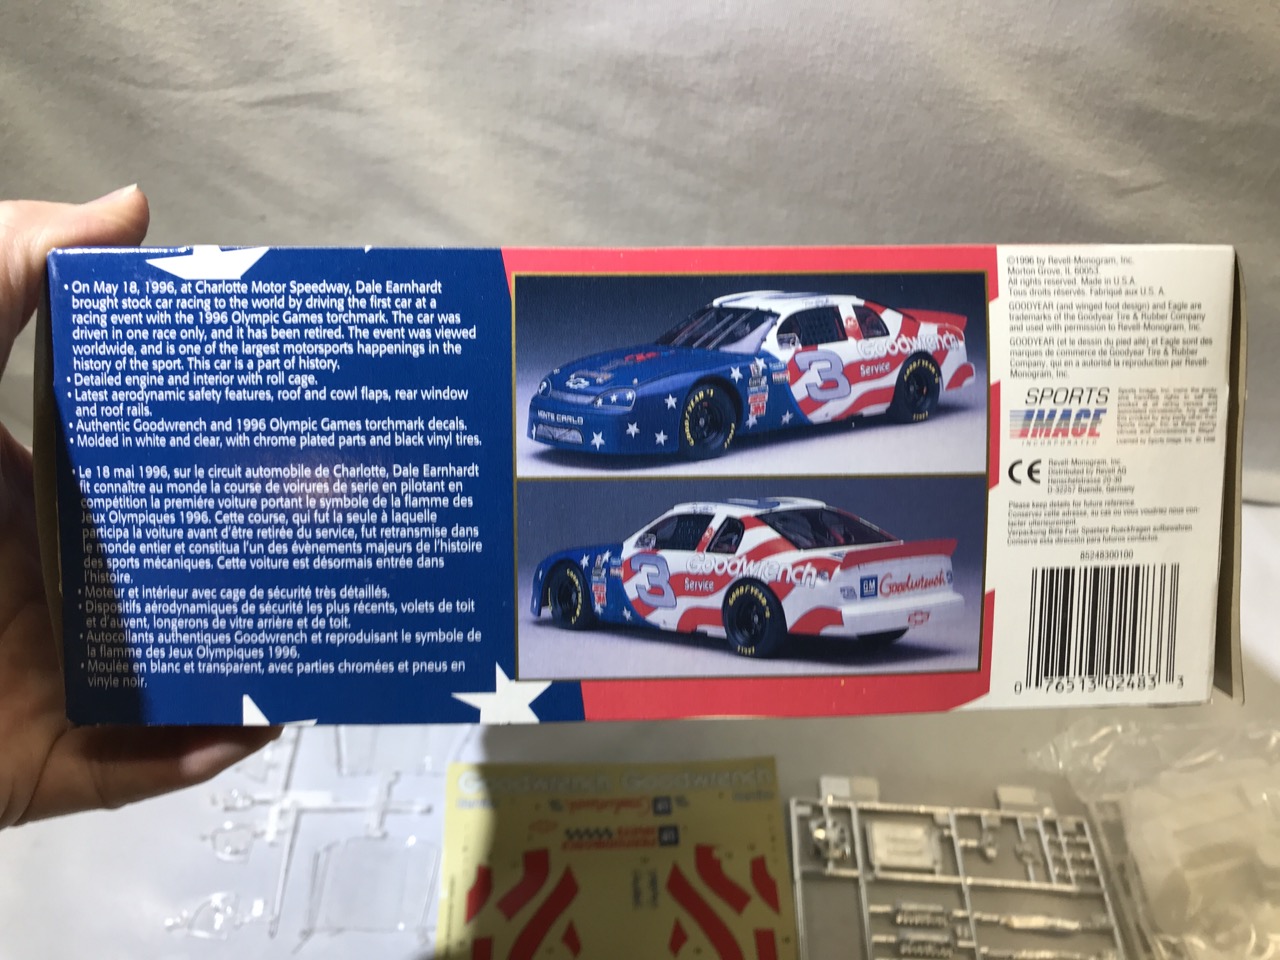 • On May 18, 1996, at Charlotte Motor Speedway, Dale Earnhardt
brought stock car racing to the world by driving the first car at a
racing event with the 1996 Olympic Games torchmark. The car was
driven in one race only, and it has been retired. The event was viewed
worldwide, and is one of the largest motorsports happenings in the
history of the sport. This car is a part of history.
• Detailed engine and interior with roll cage.
• Latest aerodynamic safety features, roof and cowl flaps, rear window
and roof rails.
• Authentic Goodwrench and 1996 Olympic Games torchmark decals.
• Molded in white and clear, with chrome plated parts and black vinyl tires.
• Le 18 mai 1996, sur le circuit automobile de Charlotte, Dale Earnhardt
fit connaître au monde la course de voirures de serie en pilotant en
compétition la première voiture portant le symbole de la flamme des
Jeux Olympiques 1996. Cette course, qui fut la seule à laquelle
participa la voiture avant d'être retirée du service, fut retransmise dans
le monde entier et constitua l'un des évènements majeurs de l'histoire
des sports mécaniques. Cette voiture est désormais entrée dans
l'histoire.
• Moteur et intérieur avec cage de sécurité très détaillés.
• Dispositifs aérodynamiques de sécurité les plus récents, volets de toit
et d'auvent, longerons de vitre arrière et de toit.
• Autocollants authentiques Goodwrench et reproduisant le symbole de
la flamme des Jeux Olympiques 1996.
• Moulée en blanc et transparent, avec parties chromées et pneus en
vinyle noir.
MONTE CARLO
3
Goodwrench
Service
GOODYEAR
3
Goodwrench
Service
GOODYEAR
GM
Goodwrench
©1996 by Revell-Monogram, Inc.
Morton Grove, IL 60053.
All rights reserved. Made in U.S.A.
Tous droits réservés. Fabriqué aux U.S. A.
GOODYEAR (and winged foot design) and Eagle are
trademarks of the Goodyear Tire & Rubber Company
and used with permission to Revell-Monogram, Inc.
GOODYEAR (et le dessin du pied ailé) et Eagle sont des
marques de commerce de Goodyear Tire & Rubber
Company, qui en a autorisé la reproduction par Revell-
Monogram, Inc.
SPORTS
IMAGE
INCORPORATED
CE
Revell-Monogram, Inc.
Distributed by Revell AG
Henschelstrasse 20-30
D-32257 Buende, Germany
Please keep details for future reference.
85248300100
0 76513 02483 3
Goodwrench Goodwrench